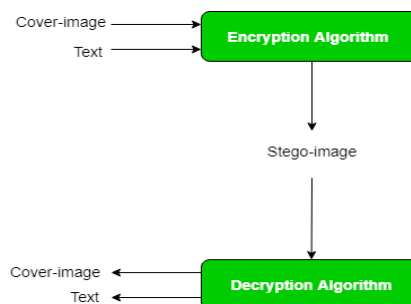 Cover-image
Encryption Algorithm
Text
Stego-image
Cover-image
Decryption Algorithm
Text